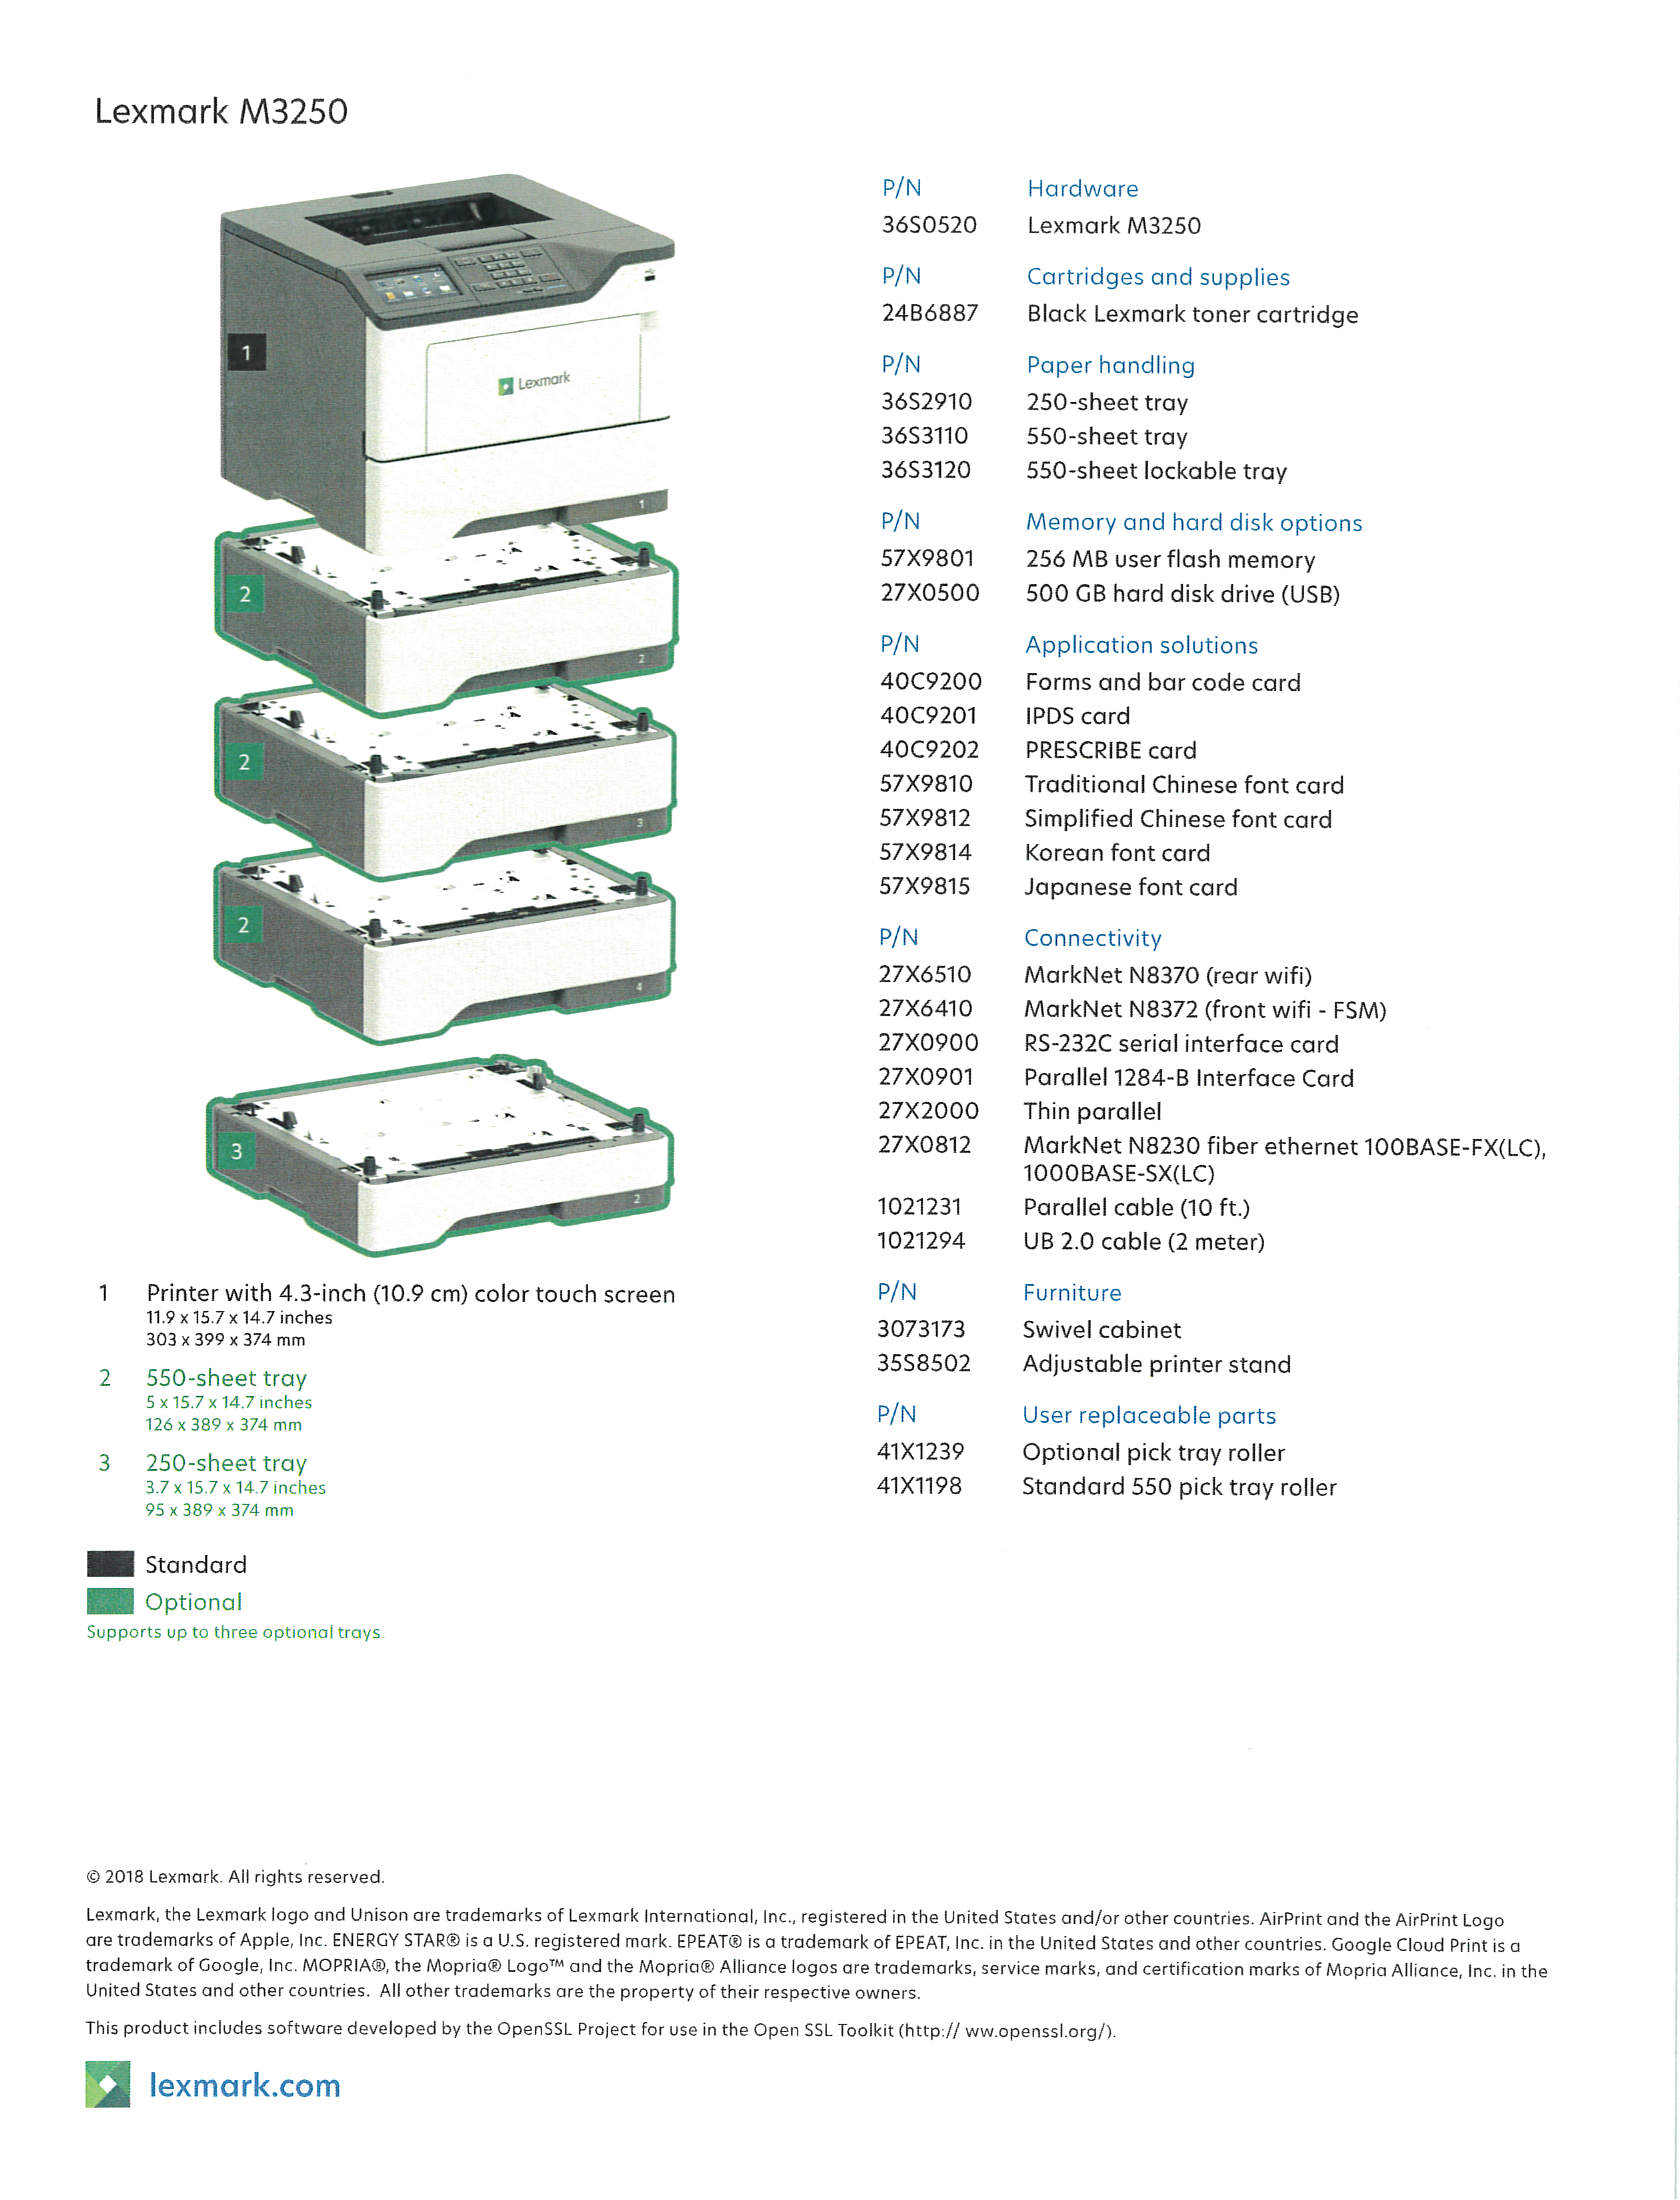 Lexmark M3250
1
Lexmark
1
2
2
2
3
2
4
3
2
1 Printer with 4.3-inch (10.9 cm) color touch screen
11.9 x 15.7 x 14.7 inches
303 x 399 x 374 mm
2 550-sheet tray
5 x 15.7 x 14.7 inches
126 x 389 x 374 mm
3 250-sheet tray
3.7 x 15.7 x 14.7 inches
95 x 389 x 374 mm
Standard
Optional
Supports up to three optional trays.
P/N Hardware
36S0520 Lexmark M3250
P/N Cartridges and supplies
24B6887 Black Lexmark toner cartridge
P/N Paper handling
36S2910 250-sheet tray
36S3110 550-sheet tray
36S3120 550-sheet lockable tray
P/N Memory and hard disk options
57X9801 256 MB user flash memory
27X0500 500 GB hard disk drive (USB)
P/N Application solutions
40C9200 Forms and bar code card
40C9201 IPDS card
40C9202 PRESCRIBE card
57X9810 Traditional Chinese font card
57X9812 Simplified Chinese font card
57X9814 Korean font card
57X9815 Japanese font card
P/N Connectivity
27X6510 MarkNet N8370 (rear wifi)
27X6410 MarkNet N8372 (front wifi - FSM)
27X0900 RS-232C serial interface card
27X0901 Parallel 1284-B Interface Card
27X2000 Thin parallel
27X0812 MarkNet N8230 fiber ethernet 100BASE-FX(LC),
1000BASE-SX(LC)
1021231 Parallel cable (10 ft.)
1021294 UB 2.0 cable (2 meter)
P/N Furniture
3073173 Swivel cabinet
35S8502 Adjustable printer stand
P/N User replaceable parts
41X1239 Optional pick tray roller
41X1198 Standard 550 pick tray roller
© 2018 Lexmark. All rights reserved.
Lexmark, the Lexmark logo and Unison are trademarks of Lexmark International, Inc., registered in the United States and/or other countries. AirPrint and the AirPrint Logo
are trademarks of Apple, Inc. ENERGY STAR® is a U.S. registered mark. EPEAT® is a trademark of EPEAT, Inc. in the United States and other countries. Google Cloud Print is a
trademark of Google, Inc. MOPRIA®, the Mopria® Logo™ and the Mopria® Alliance logos are trademarks, service marks, and certification marks of Mopria Alliance, Inc. in the
United States and other countries. All other trademarks are the property of their respective owners.
This product includes software developed by the OpenSSL Project for use in the Open SSL Toolkit (http:// ww.openssl.org/).
lexmark.com